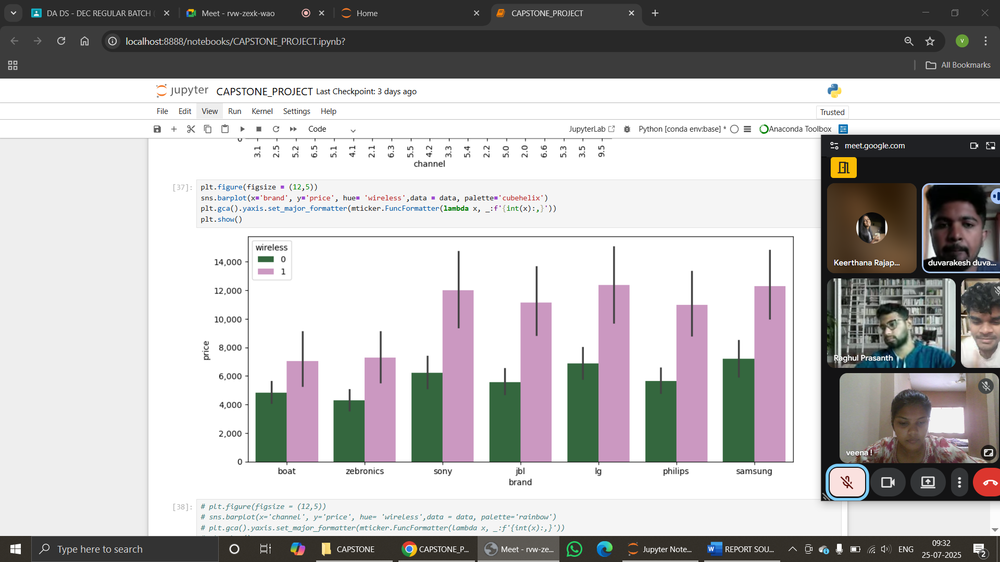 DA DS - DEC REGULAR BATCH (
Meet - rvw-zexk-wao
Home
CAPSTONE_PROJECT
localhost:8888/notebooks/CAPSTONE_PROJECT.ipynb?
V
All Bookmarks
jupyter CAPSTONE_PROJECT Last Checkpoint: 3 days ago
File Edit View Run Kernel Settings Help
Trusted
Code
JupyterLab
Python [conda env:base] *
Anaconda Toolbox
0
3.1 2.5 5.2 6.5 5.1 4.1 2.1 6.3 5.5 4.2 3.3 5.4 2.2 5.0 2.0 6.6 5.3 3.5 9.5
channel
[37]:
plt.figure(figsize = (12,5))
sns.barplot(x='brand', y='price', hue= 'wireless',data = data, palette='cubehelix')
plt.gca().yaxis.set_major_formatter(mticker.FuncFormatter(lambda x, _:f'{int(x):,}'))
plt.show()
wireless
0
1
14,000
12,000
10,000
8,000
6,000
4,000
2,000
0
price
boat zebronics sony jbl lg philips samsung
brand
[38]:
# plt.figure(figsize = (12,5))
# sns.barplot(x='channel', y='price', hue= 'wireless',data = data, palette='rainbow')
# plt.gca().yaxis.set_major_formatter(mticker.FuncFormatter(lambda x, _:f'{int(x):,}'))
meet.google.com
Keerthana Rajap...
duvarakesh duva...
Raghul Prasanth
veena !
Type here to search
CAPSTONE
CAPSTONE_P...
Meet - rvw-ze...
Jupyter Note...
REPORT SOU...
ENG
09:32
25-07-2025
2